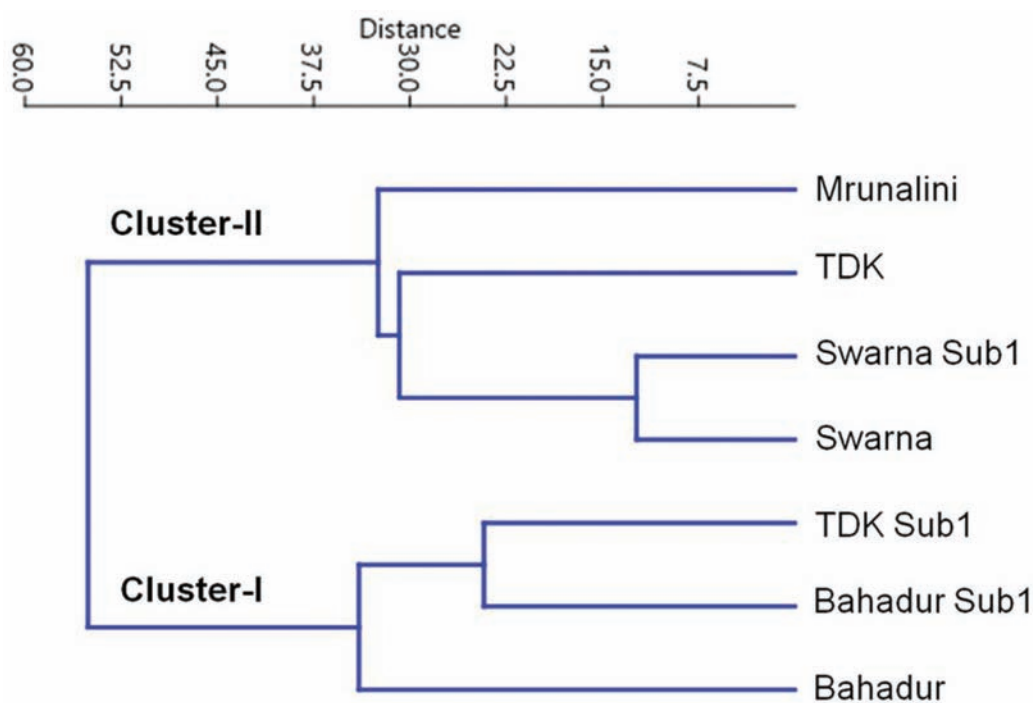 Distance
60.0 52.5 45.0 37.5 30.0 22.5 15.0 7.5
Mrunalini
Cluster-II
TDK
Swarna Sub1
Swarna
TDK Sub1
Cluster-I
Bahadur Sub1
Bahadur